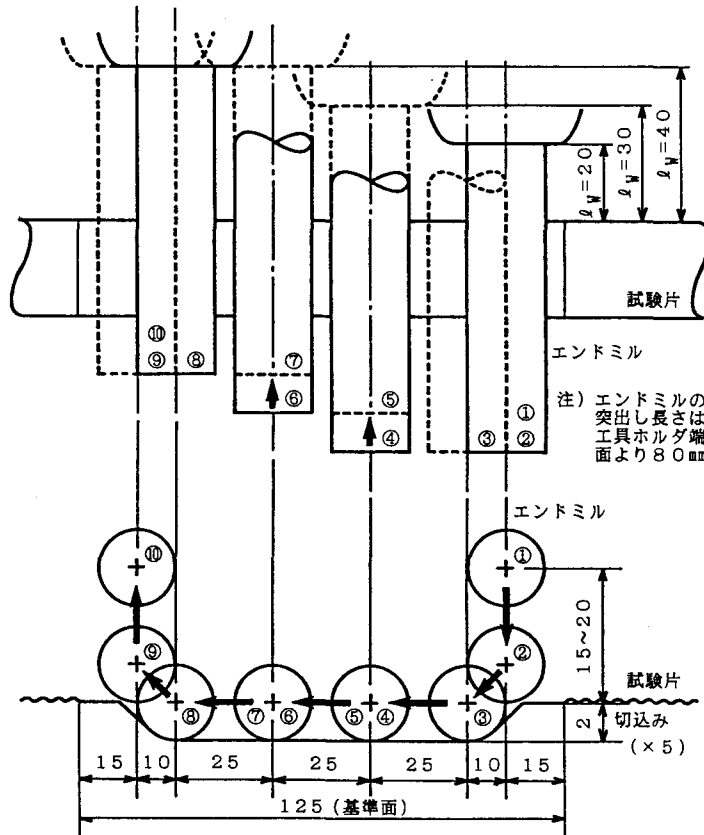 ℓw=20
ℓw=30
ℓw=40
試験片
エンドミル
⑩
⑨ ⑧
⑦
⑥
⑤
④
①
③ ②
注) エンドミルの
突出し長さは
工具ホルダ端
面より80mm
エンドミル
⑩
①
15~20
⑨
②
試験片
⑧ ⑦ ⑥ ⑤ ④ ③
2 切込み
(×5)
15 10 25 25 25 10 15
125(基準面)